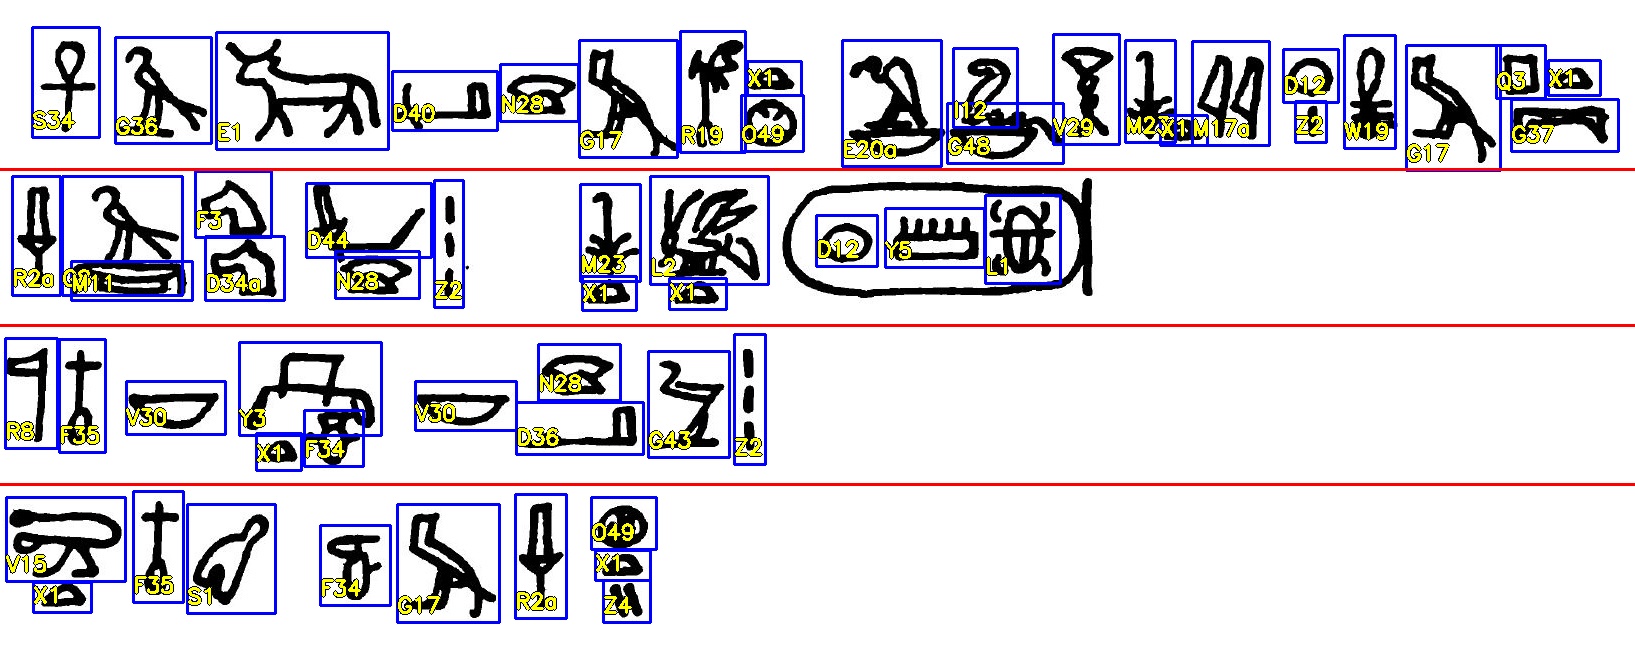 S34 G36 E1 D40 N28 G17 R19 X1 O49 E20a I12 G48 V29 M23 X1 M17a D12 Z2 W19 G17 Q3 X1 G37
R2a M11 F3 D34a D44 N28 Z2 M23 X1 L2 X1 D12 Y5 L1
R8 F35 V30 Y3 X1 F34 V30 N28 D36 G43 Z2
V15 X1 F35 S1 F34 G17 R2a O49 X1 Z4